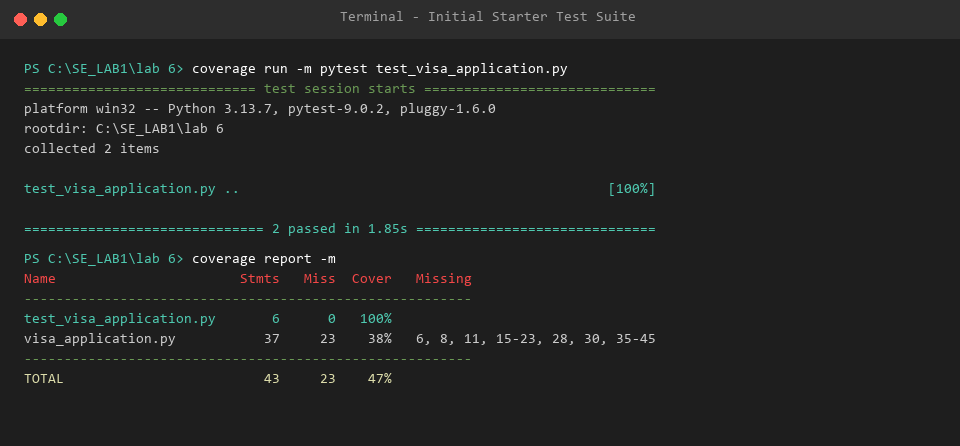 Terminal - Initial Starter Test Suite
PS C:\SE_LAB1\lab 6> coverage run -m pytest test_visa_application.py
============================= test session starts =============================
platform win32 -- Python 3.13.7, pytest-9.0.2, pluggy-1.6.0
rootdir: C:\SE_LAB1\lab 6
collected 2 items
test_visa_application.py .. [100%]
============================== 2 passed in 1.85s ==============================
PS C:\SE_LAB1\lab 6> coverage report -m
Name Stmts Miss Cover Missing
--------------------------------------------------------
test_visa_application.py 6 0 100%
visa_application.py 37 23 38% 6, 8, 11, 15-23, 28, 30, 35-45
--------------------------------------------------------
TOTAL 43 23 47%